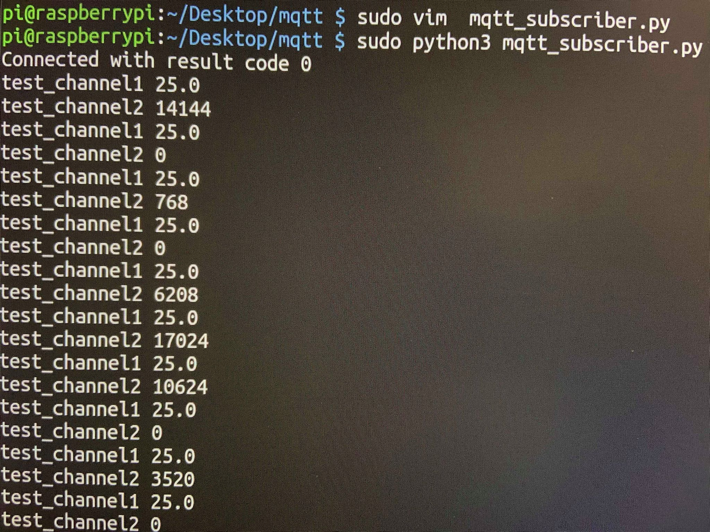 pi@raspberrypi:~/Desktop/mqtt $ sudo vim  mqtt_subscriber.py
pi@raspberrypi:~/Desktop/mqtt $ sudo python3 mqtt_subscriber.py
Connected with result code 0
test_channel1 25.0
test_channel2 14144
test_channel1 25.0
test_channel2 0
test_channel1 25.0
test_channel2 768
test_channel1 25.0
test_channel2 0
test_channel1 25.0
test_channel2 6208
test_channel1 25.0
test_channel2 17024
test_channel1 25.0
test_channel2 10624
test_channel1 25.0
test_channel2 0
test_channel1 25.0
test_channel2 3520
test_channel1 25.0
test_channel2 0